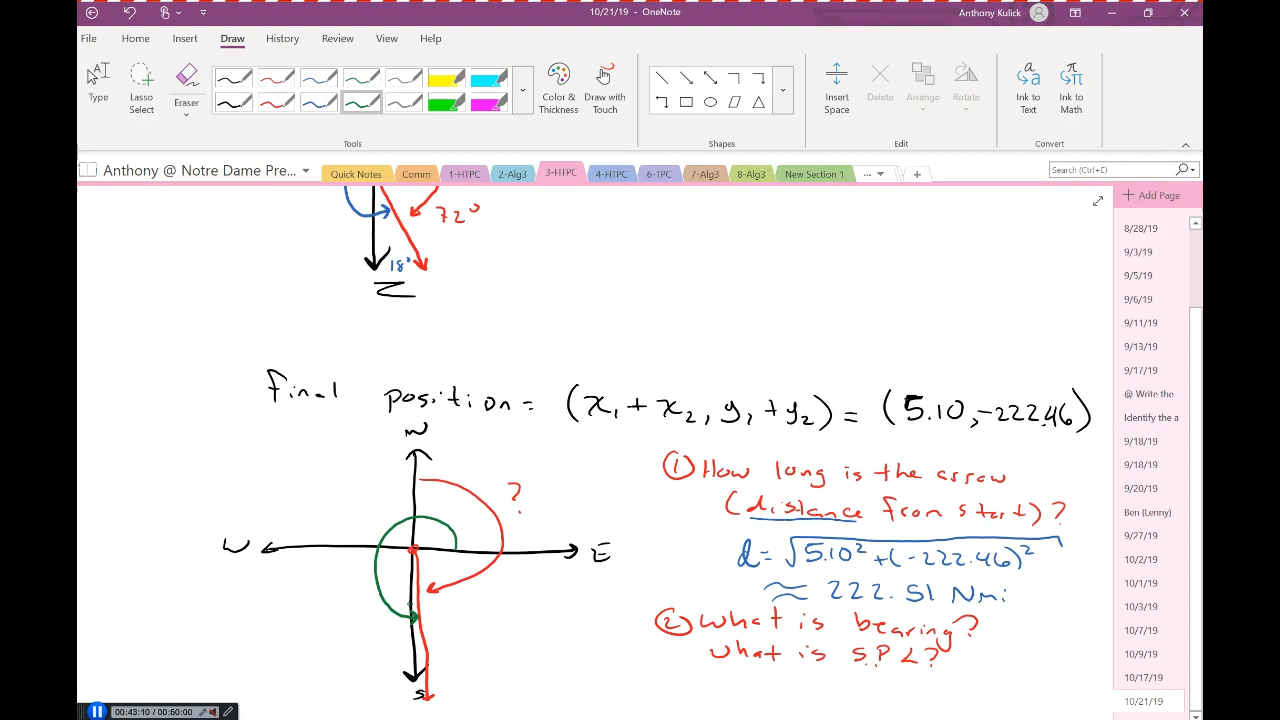 10/21/19 - OneNote
Anthony Kulick
File Home Insert Draw History Review View Help
Type
Lasso Select
Eraser
Color & Thickness
Draw with Touch
Insert Space
Delete
Arrange
Rotate
Ink to Text
Ink to Math
Tools
Shapes
Edit
Convert
Anthony @ Notre Dame Pre...
Quick Notes
Comm
1-HTPC
2-Alg3
3-HTPC
4-HTPC
6-TPC
7-Alg3
8-Alg3
New Section 1
...
Search (Ctrl+E)
Add Page
8/28/19
9/3/19
9/5/19
9/6/19
9/11/19
9/13/19
9/17/19
@ Write the
Identify the a
9/18/19
9/18/19
9/20/19
Ben (Lenny)
9/27/19
10/2/19
10/1/19
10/3/19
10/7/19
10/9/19
10/17/19
10/21/19
72°
18°
final position = (x₁ + x₂, y₁ + y₂) = (5.10, -222.46)
N
?
W
E
S
① How long is the arrow
(distance from start)?
d = √5.10² + (-222.46)²
≈ 222.51 Nmi
② What is bearing?
what is S.P.∠?
00:43:10 / 00:50:00